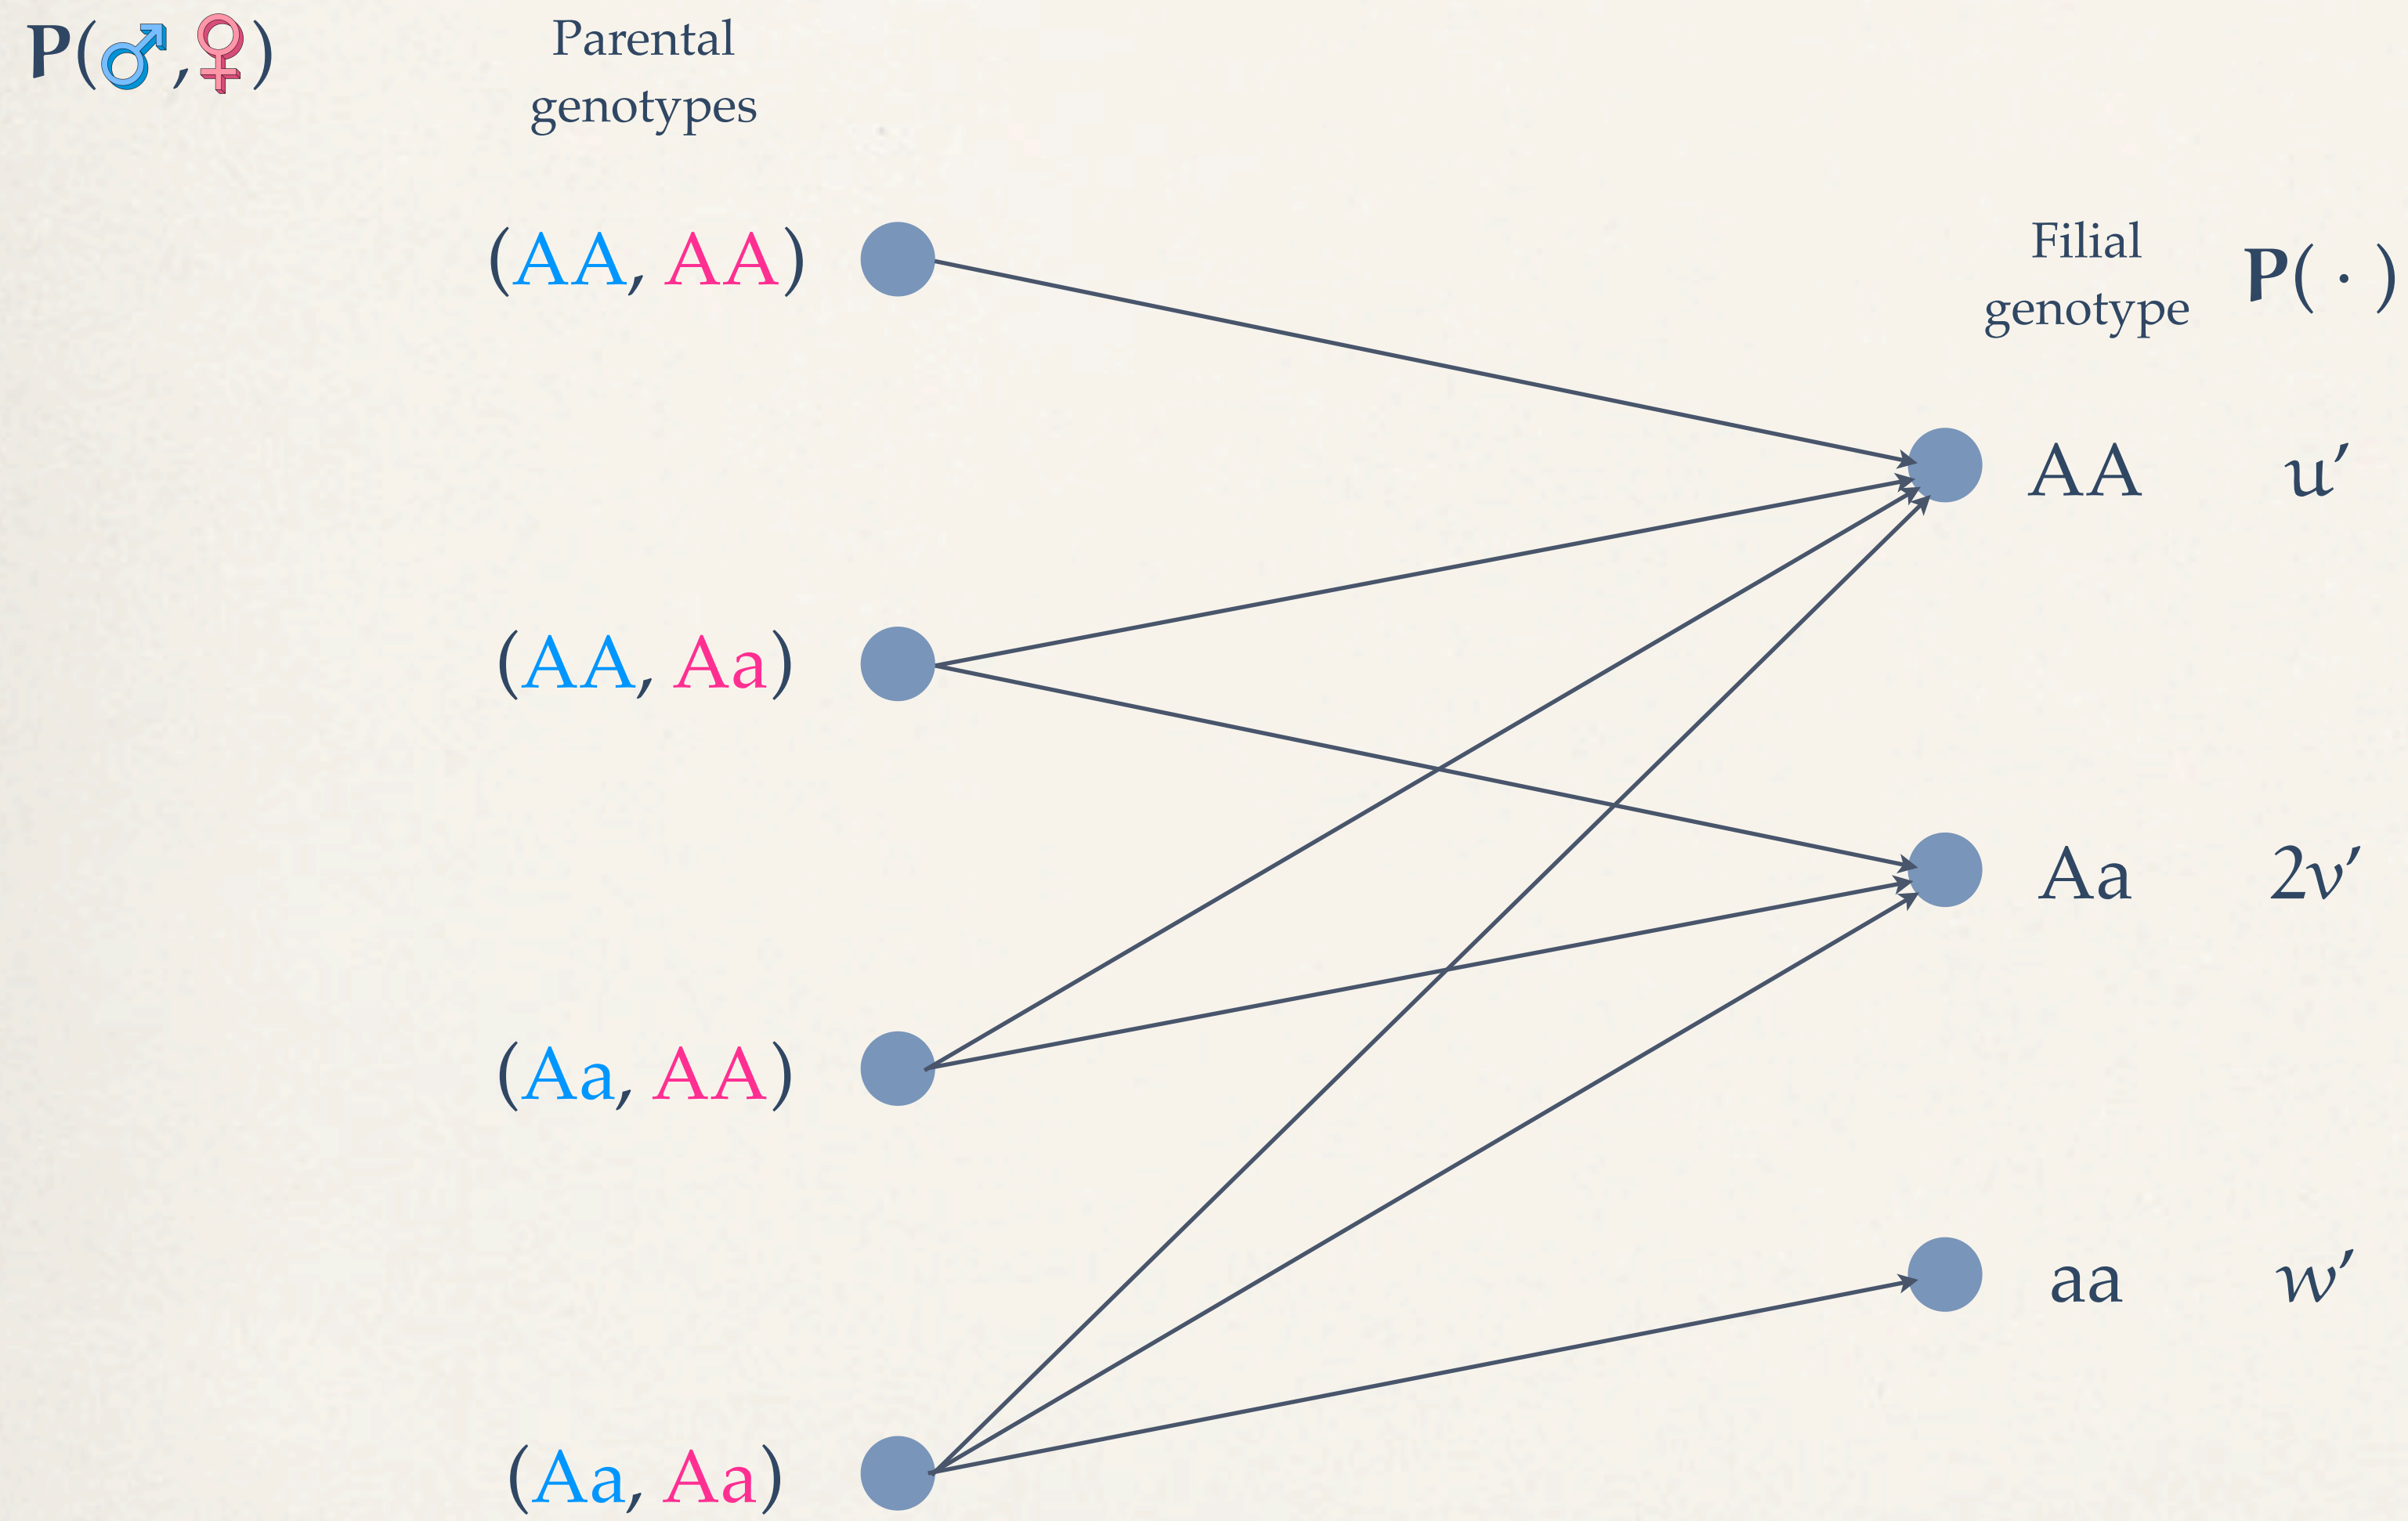 P(♂,♀)
Parental
genotypes
Filial
genotype
P( · )
(AA, AA)
AA u′
(AA, Aa)
Aa 2v′
(Aa, AA)
aa w′
(Aa, Aa)